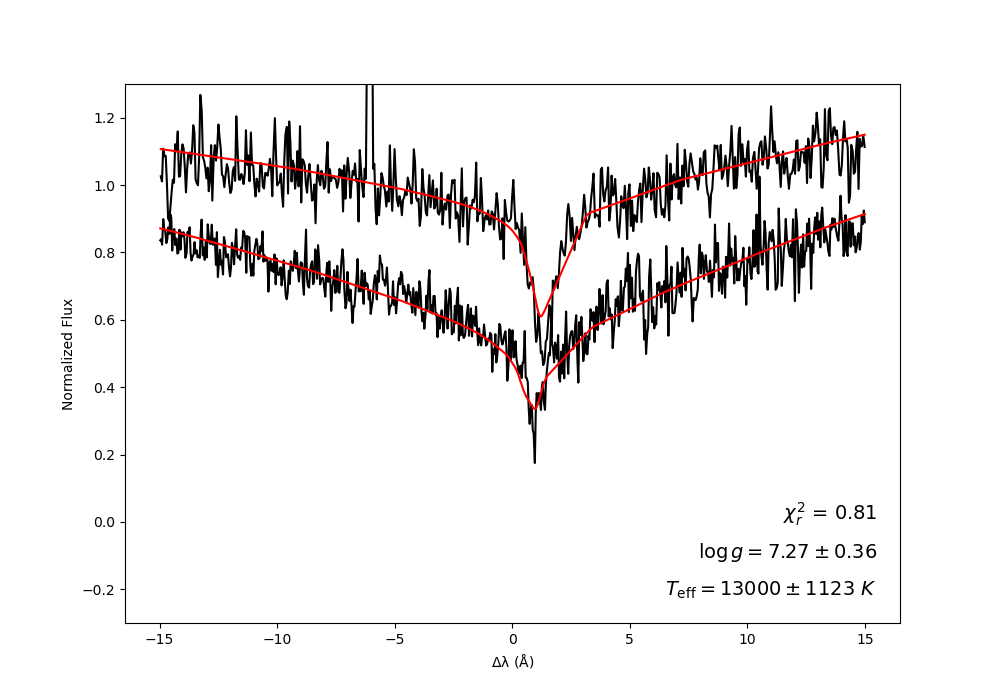 1.2
1.0
0.8
0.6
0.4
0.2
0.0
−0.2
Normalized Flux
χ²ᵣ = 0.81
log g = 7.27 ± 0.36
T_eff = 13000 ± 1123 K
−15 −10 −5 0 5 10 15
Δλ (Å)